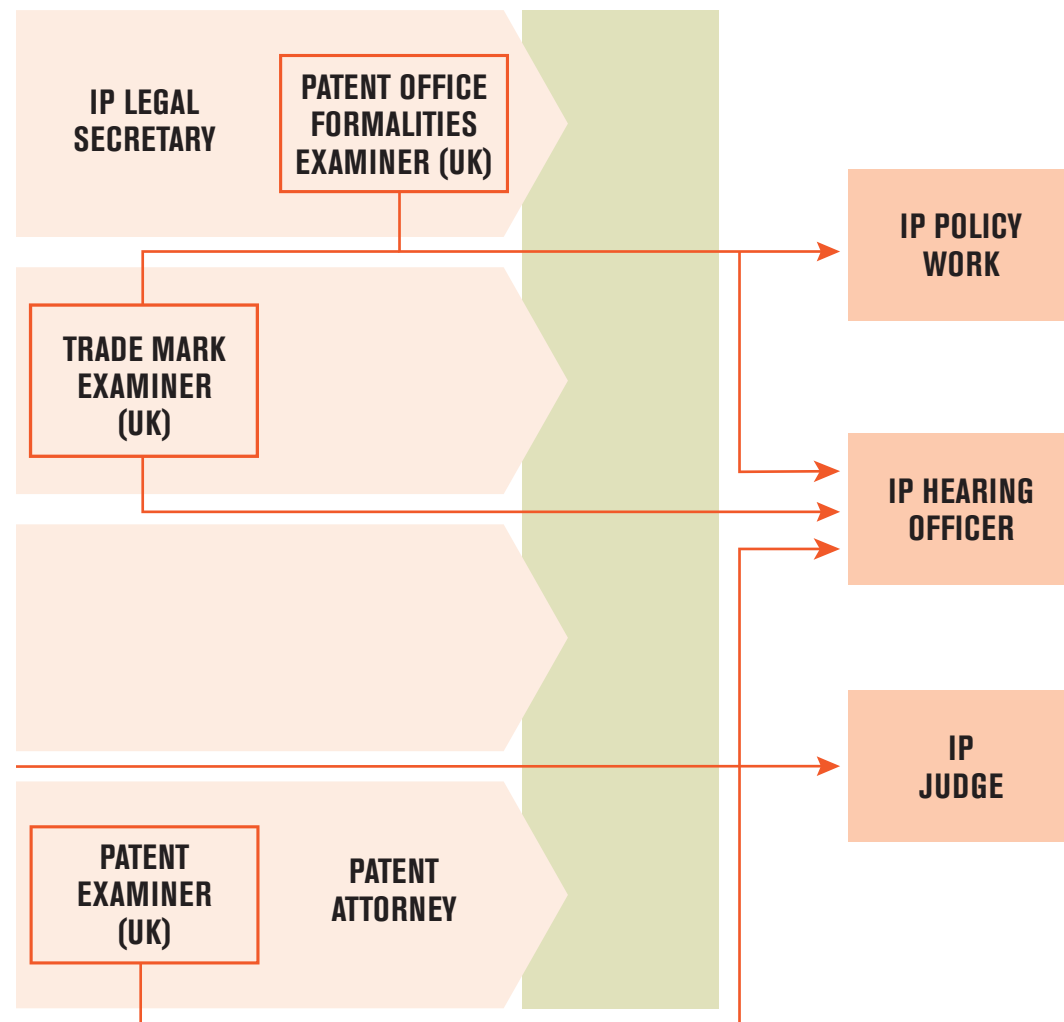 IP LEGAL
SECRETARY
PATENT OFFICE
FORMALITIES
EXAMINER (UK)
IP POLICY
WORK
TRADE MARK
EXAMINER
(UK)
IP HEARING
OFFICER
IP
JUDGE
PATENT
EXAMINER
(UK)
PATENT
ATTORNEY